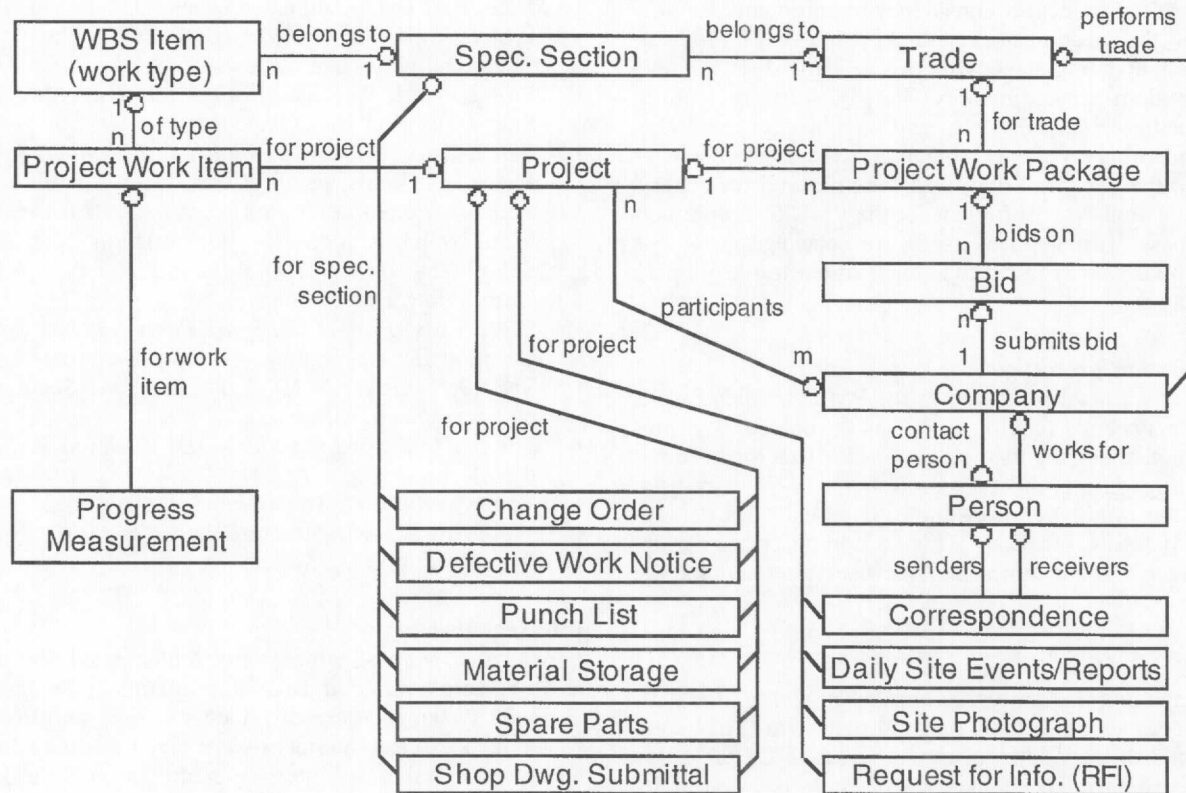 WBS Item
(work type)
belongs to
n
1
Spec. Section
belongs to
n
1
Trade
performs
trade
1
n
of type
1
n
for trade
Project Work Item
for project
n
1
Project
for project
1
n
Project Work Package
n
1
n
bids on
for spec.
section
Bid
participants
n
1
submits bid
for work
item
for project
m
Company
for project
contact
person
works for
Person
Progress
Measurement
Change Order
senders
receivers
Defective Work Notice
Punch List
Correspondence
Material Storage
Daily Site Events/Reports
Spare Parts
Site Photograph
Shop Dwg. Submittal
Request for Info. (RFI)